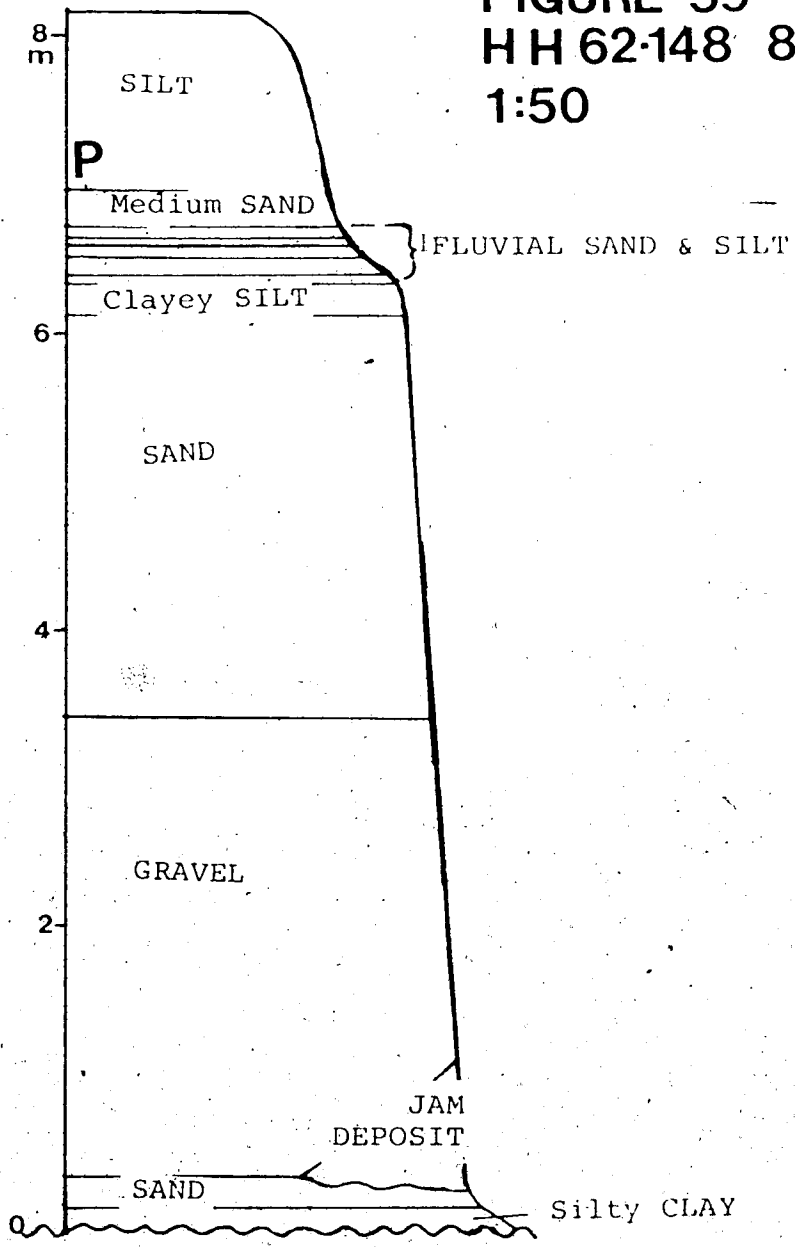 FIGURE 39
H H 62·148 8
1:50
8
m
SILT
P
Medium SAND
FLUVIAL SAND & SILT
Clayey SILT
6
SAND
4
GRAVEL
2
JAM
DEPOSIT
SAND
Silty CLAY
0